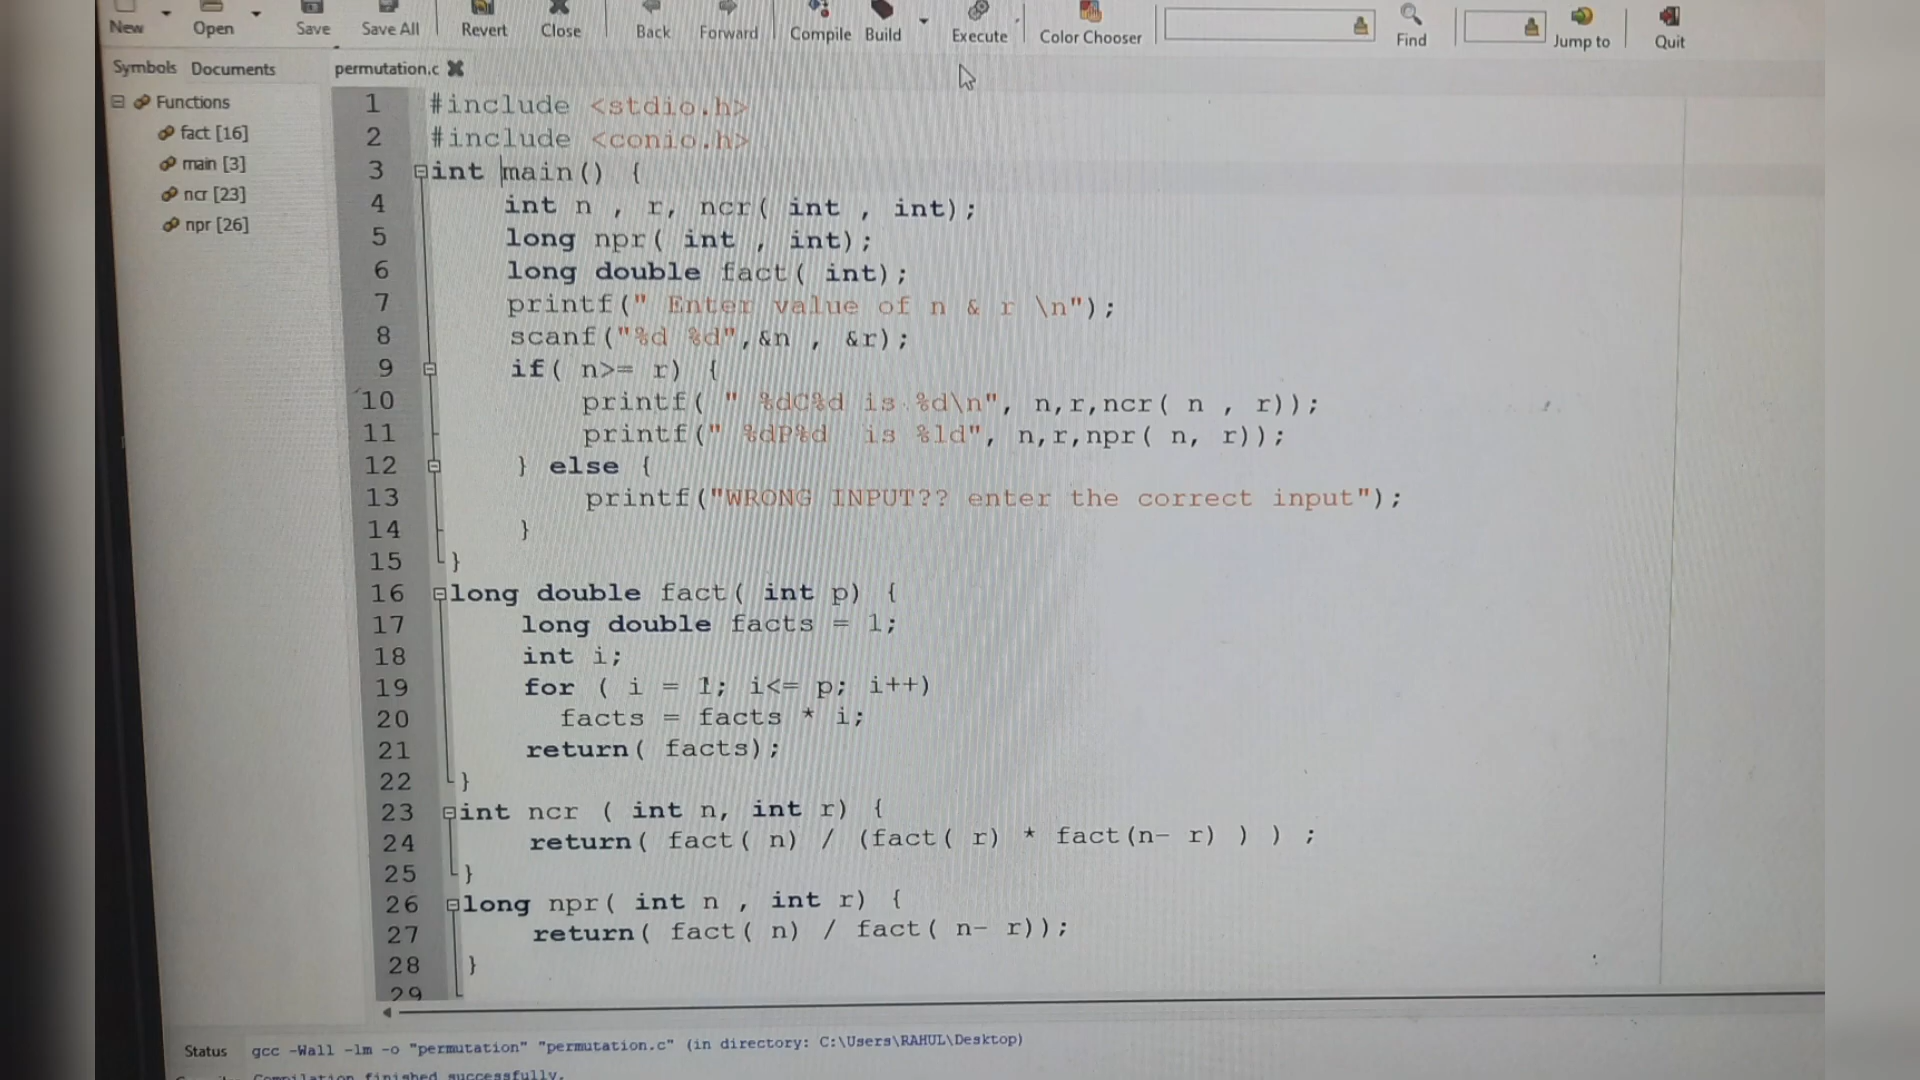 New Open Save Save All Revert Close Back Forward Compile Build Execute Color Chooser Find Jump to Quit
Symbols Documents permutation.c
Functions
fact [16]
main [3]
ncr [23]
npr [26]
1 #include <stdio.h>
2 #include <conio.h>
3 int main() {
4 int n , r, ncr( int , int);
5 long npr( int , int);
6 long double fact( int);
7 printf(" Enter value of n & r \n");
8 scanf("%d %d",&n , &r);
9 if( n>= r) {
10 printf( " %dC%d is %d\n", n,r,ncr( n , r));
11 printf(" %dP%d  is %ld", n,r,npr( n, r));
12 } else {
13 printf("WRONG INPUT?? enter the correct input");
14 }
15 }
16 long double fact( int p) {
17 long double facts = 1;
18 int i;
19 for ( i = 1; i<= p; i++)
20 facts = facts * i;
21 return( facts);
22 }
23 int ncr ( int n, int r) {
24 return( fact( n) / (fact( r) * fact(n- r) ) ) ;
25 }
26 long npr( int n , int r) {
27 return( fact( n) / fact( n- r));
28 }
29
Status gcc -Wall -lm -o "permutation" "permutation.c" (in directory: C:\Users\RAHUL\Desktop)
Compilation finished successfully.